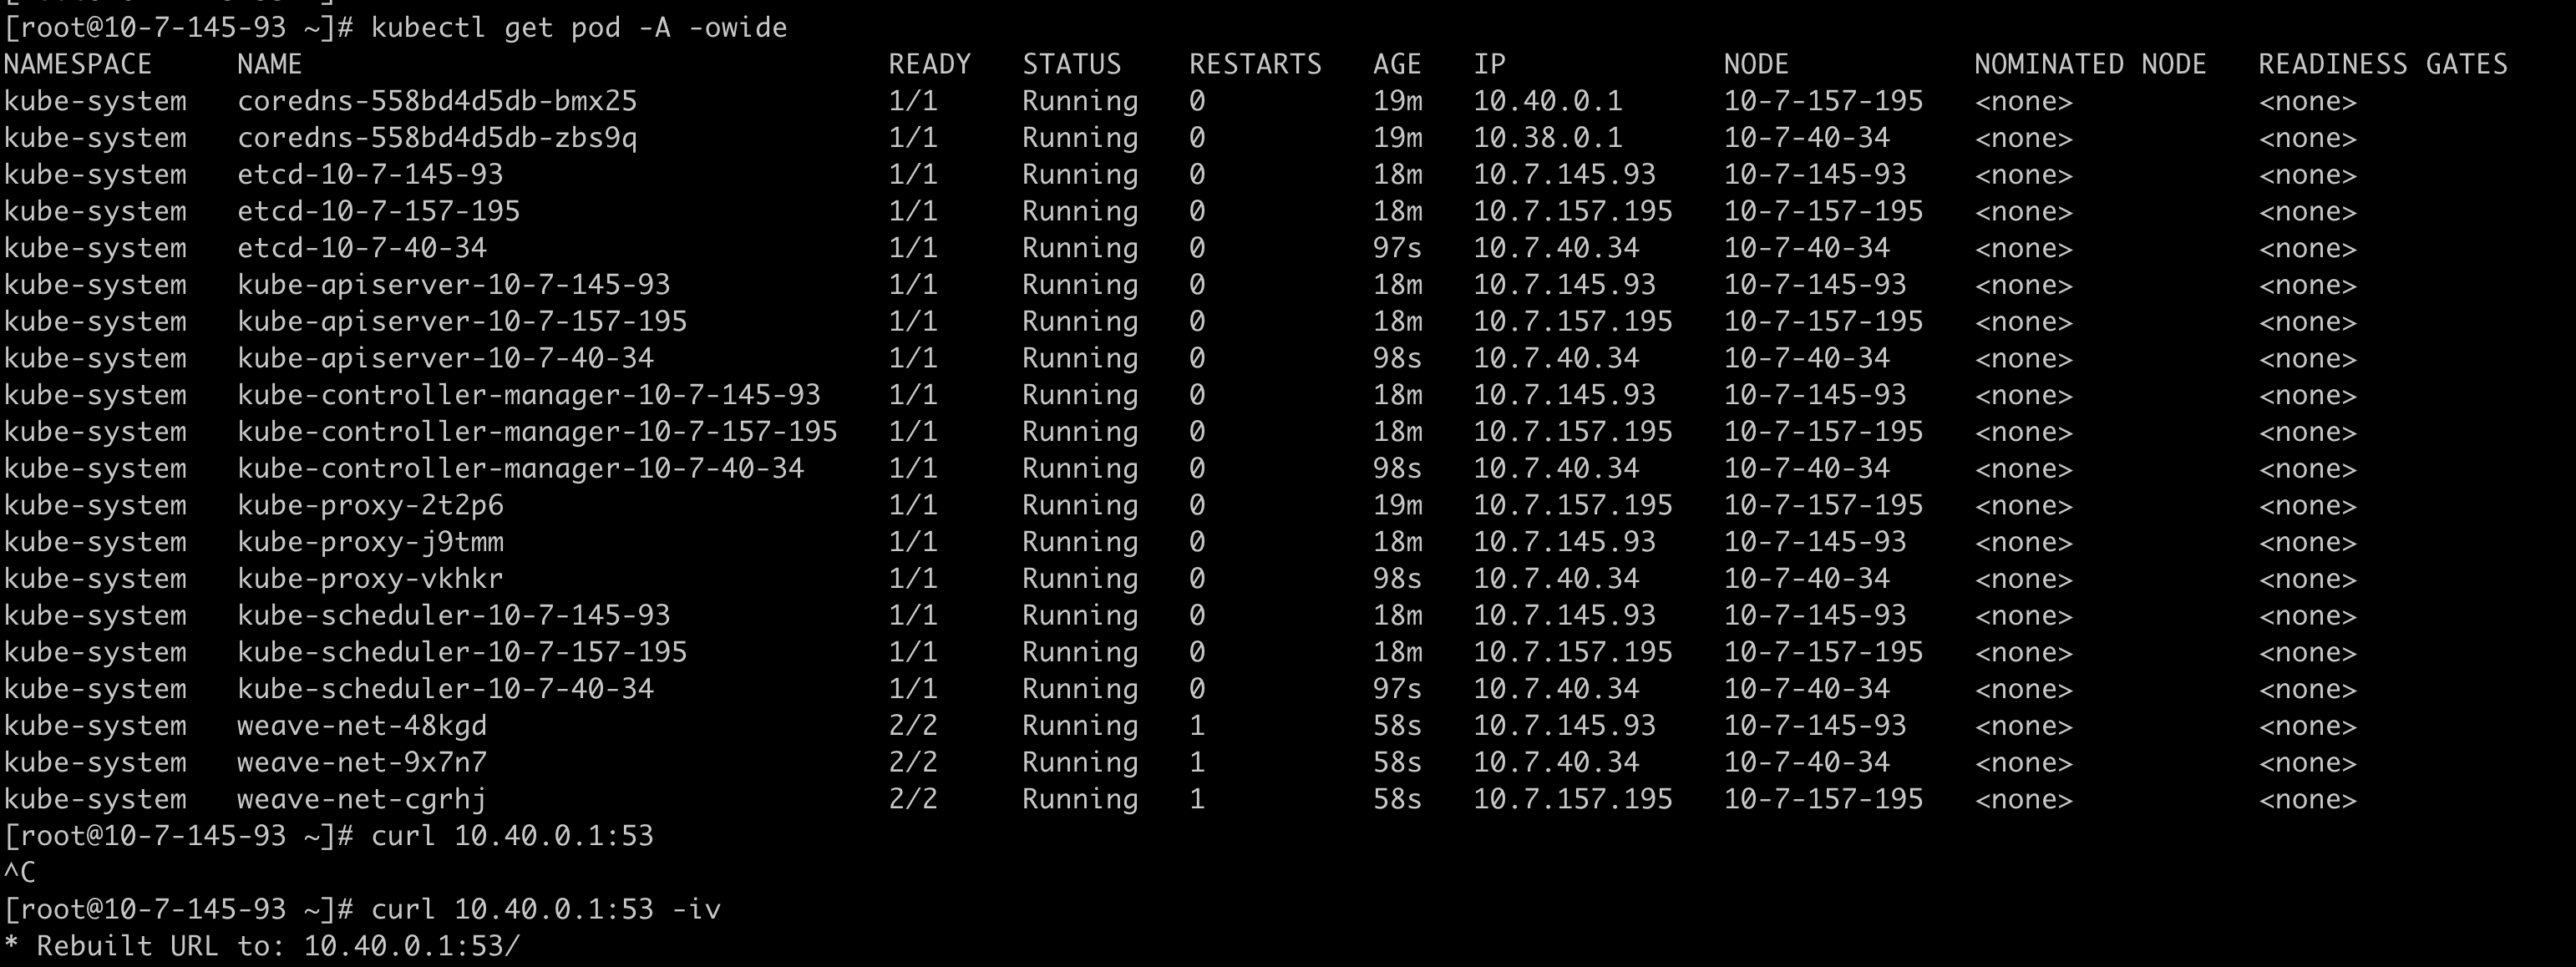 [root@10-7-145-93 ~]# kubectl get pod -A -owide
NAMESPACE     NAME                                   READY   STATUS    RESTARTS   AGE   IP             NODE           NOMINATED NODE   READINESS GATES
kube-system   coredns-558bd4d5db-bmx25               1/1     Running   0          19m   10.40.0.1      10-7-157-195   <none>           <none>
kube-system   coredns-558bd4d5db-zbs9q               1/1     Running   0          19m   10.38.0.1      10-7-40-34     <none>           <none>
kube-system   etcd-10-7-145-93                       1/1     Running   0          18m   10.7.145.93    10-7-145-93    <none>           <none>
kube-system   etcd-10-7-157-195                      1/1     Running   0          18m   10.7.157.195   10-7-157-195   <none>           <none>
kube-system   etcd-10-7-40-34                        1/1     Running   0          97s   10.7.40.34     10-7-40-34     <none>           <none>
kube-system   kube-apiserver-10-7-145-93             1/1     Running   0          18m   10.7.145.93    10-7-145-93    <none>           <none>
kube-system   kube-apiserver-10-7-157-195            1/1     Running   0          18m   10.7.157.195   10-7-157-195   <none>           <none>
kube-system   kube-apiserver-10-7-40-34              1/1     Running   0          98s   10.7.40.34     10-7-40-34     <none>           <none>
kube-system   kube-controller-manager-10-7-145-93    1/1     Running   0          18m   10.7.145.93    10-7-145-93    <none>           <none>
kube-system   kube-controller-manager-10-7-157-195   1/1     Running   0          18m   10.7.157.195   10-7-157-195   <none>           <none>
kube-system   kube-controller-manager-10-7-40-34     1/1     Running   0          98s   10.7.40.34     10-7-40-34     <none>           <none>
kube-system   kube-proxy-2t2p6                       1/1     Running   0          19m   10.7.157.195   10-7-157-195   <none>           <none>
kube-system   kube-proxy-j9tmm                       1/1     Running   0          18m   10.7.145.93    10-7-145-93    <none>           <none>
kube-system   kube-proxy-vkhkr                       1/1     Running   0          98s   10.7.40.34     10-7-40-34     <none>           <none>
kube-system   kube-scheduler-10-7-145-93             1/1     Running   0          18m   10.7.145.93    10-7-145-93    <none>           <none>
kube-system   kube-scheduler-10-7-157-195            1/1     Running   0          18m   10.7.157.195   10-7-157-195   <none>           <none>
kube-system   kube-scheduler-10-7-40-34              1/1     Running   0          97s   10.7.40.34     10-7-40-34     <none>           <none>
kube-system   weave-net-48kgd                        2/2     Running   1          58s   10.7.145.93    10-7-145-93    <none>           <none>
kube-system   weave-net-9x7n7                        2/2     Running   1          58s   10.7.40.34     10-7-40-34     <none>           <none>
kube-system   weave-net-cgrhj                        2/2     Running   1          58s   10.7.157.195   10-7-157-195   <none>           <none>
[root@10-7-145-93 ~]# curl 10.40.0.1:53
^C
[root@10-7-145-93 ~]# curl 10.40.0.1:53 -iv
* Rebuilt URL to: 10.40.0.1:53/